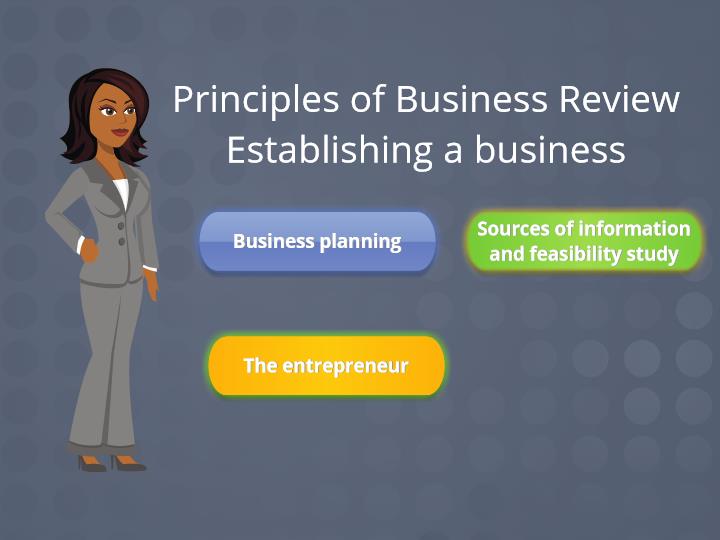 Principles of Business Review
Establishing a business
Business planning
Sources of information
and feasibility study
The entrepreneur